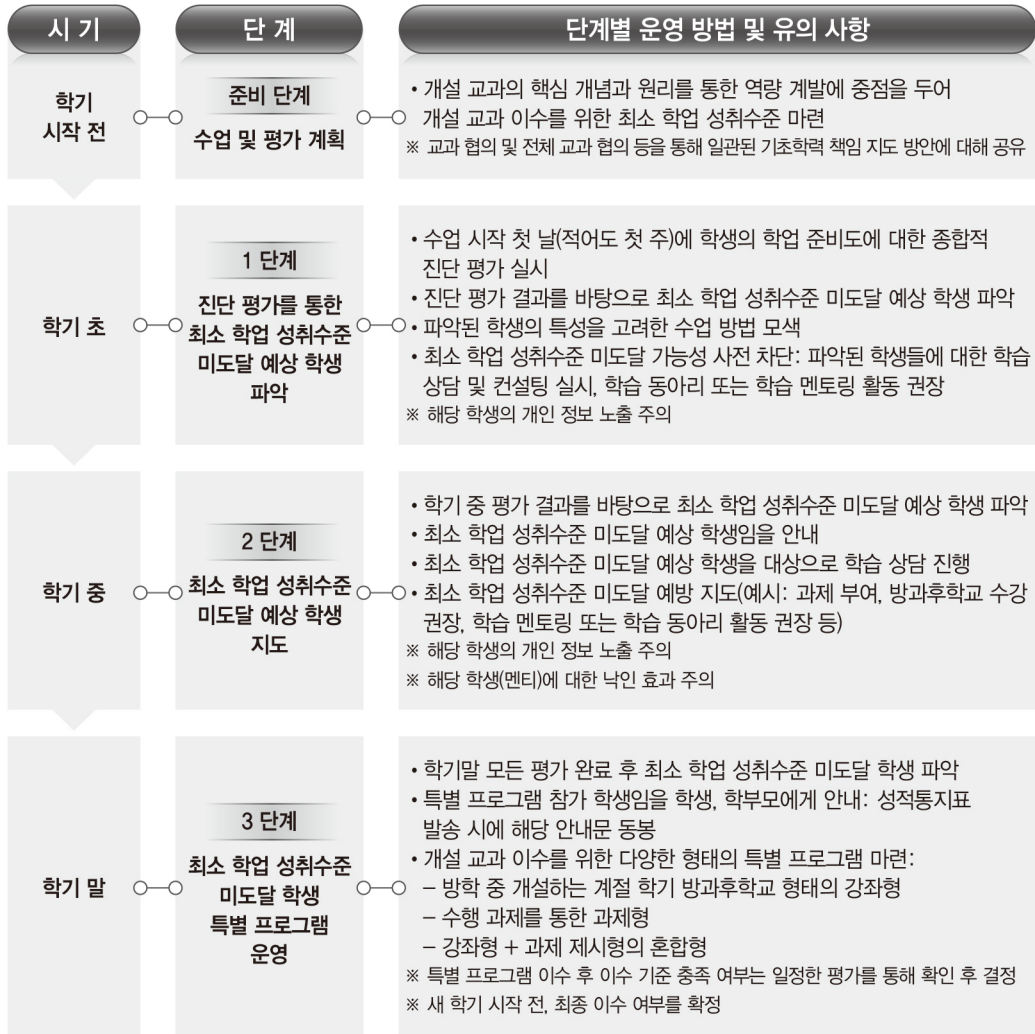 시 기
단 계
단계별 운영 방법 및 유의 사항
학기
시작 전
준비 단계
수업 및 평가 계획
• 개설 교과의 핵심 개념과 원리를 통한 역량 계발에 중점을 두어
개설 교과 이수를 위한 최소 학업 성취수준 마련
※ 교과 협의 및 전체 교과 협의 등을 통해 일관된 기초학력 책임 지도 방안에 대해 공유
학기 초
1 단계
진단 평가를 통한
최소 학업 성취수준
미도달 예상 학생
파악
• 수업 시작 첫 날(적어도 첫 주)에 학생의 학업 준비도에 대한 종합적
진단 평가 실시
• 진단 평가 결과를 바탕으로 최소 학업 성취수준 미도달 예상 학생 파악
• 파악된 학생의 특성을 고려한 수업 방법 모색
• 최소 학업 성취수준 미도달 가능성 사전 차단: 파악된 학생들에 대한 학습
상담 및 컨설팅 실시, 학습 동아리 또는 학습 멘토링 활동 권장
※ 해당 학생의 개인 정보 노출 주의
학기 중
2 단계
최소 학업 성취수준
미도달 예상 학생
지도
• 학기 중 평가 결과를 바탕으로 최소 학업 성취수준 미도달 예상 학생 파악
• 최소 학업 성취수준 미도달 예상 학생임을 안내
• 최소 학업 성취수준 미도달 예상 학생을 대상으로 학습 상담 진행
• 최소 학업 성취수준 미도달 예방 지도(예시: 과제 부여, 방과후학교 수강
권장, 학습 멘토링 또는 학습 동아리 활동 권장 등)
※ 해당 학생의 개인 정보 노출 주의
※ 해당 학생(멘티)에 대한 낙인 효과 주의
학기 말
3 단계
최소 학업 성취수준
미도달 학생
특별 프로그램
운영
• 학기말 모든 평가 완료 후 최소 학업 성취수준 미도달 학생 파악
• 특별 프로그램 참가 학생임을 학생, 학부모에게 안내: 성적통지표
발송 시에 해당 안내문 동봉
• 개설 교과 이수를 위한 다양한 형태의 특별 프로그램 마련:
– 방학 중 개설하는 계절 학기 방과후학교 형태의 강좌형
– 수행 과제를 통한 과제형
– 강좌형 + 과제 제시형의 혼합형
※ 특별 프로그램 이수 후 이수 기준 충족 여부는 일정한 평가를 통해 확인 후 결정
※ 새 학기 시작 전, 최종 이수 여부를 확정